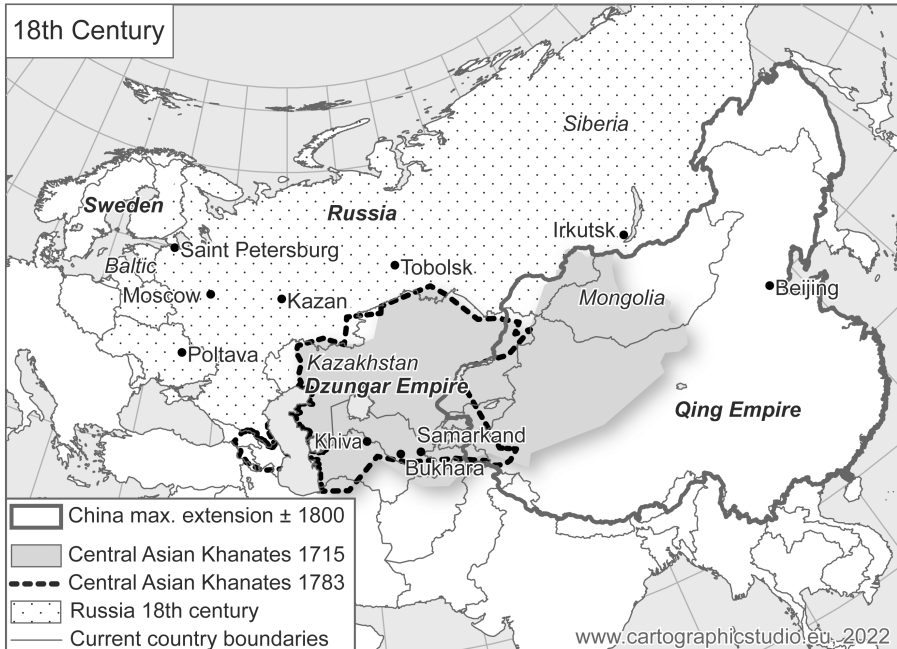 18th Century
Siberia
Sweden
Russia
Irkutsk
Saint Petersburg
Baltic
Tobolsk
Mongolia
Beijing
Moscow
Kazan
Poltava
Kazakhstan
Dzungar Empire
Qing Empire
Khiva
Samarkand
Bukhara
China max. extension ± 1800
Central Asian Khanates 1715
Central Asian Khanates 1783
Russia 18th century
Current country boundaries
www.cartographicstudio.eu, 2022